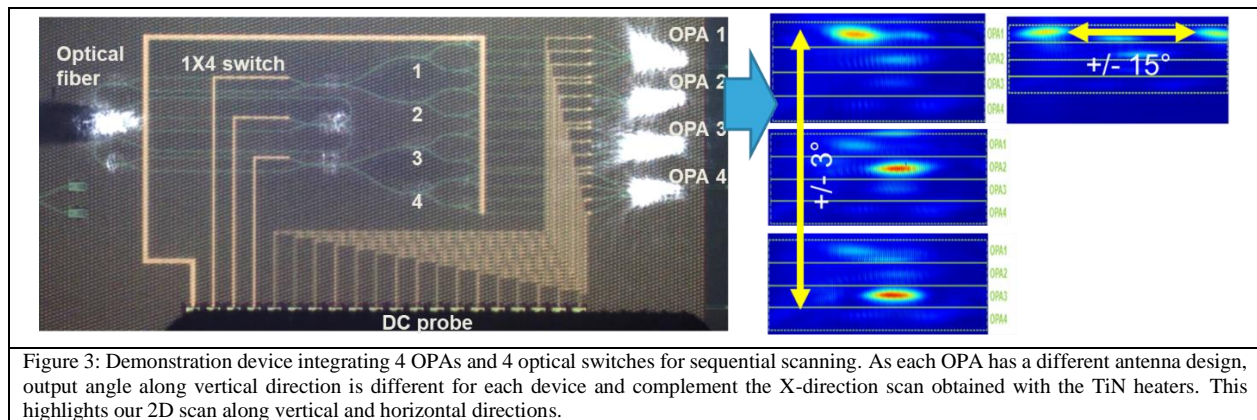 Optical
fiber
1X4 switch
1
2
3
4
OPA 1
OPA 2
OPA 3
OPA 4
DC probe
OPA1
OPA2
OPA3
OPA4
+/- 15°
+/- 3°
OPA1
OPA2
OPA3
OPA4
OPA1
OPA2
OPA3
OPA4
OPA1
OPA2
OPA3
OPA4
Figure 3: Demonstration device integrating 4 OPAs and 4 optical switches for sequential scanning. As each OPA has a different antenna design,
output angle along vertical direction is different for each device and complement the X-direction scan obtained with the TiN heaters. This
highlights our 2D scan along vertical and horizontal directions.